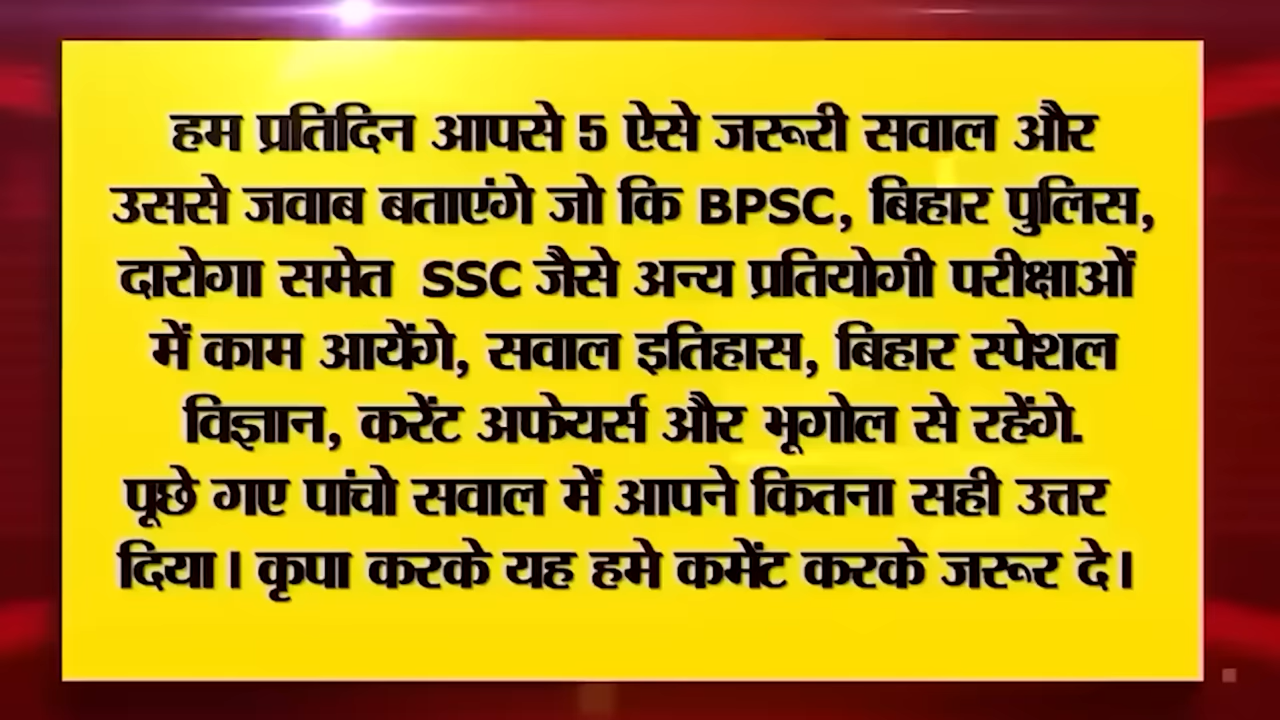 हम प्रतिदिन आपसे 5 ऐसे जरूरी सवाल और
उससे जवाब बताएंगे जो कि BPSC, बिहार पुलिस,
दारोगा समेत SSC जैसे अन्य प्रतियोगी परीक्षाओं
में काम आयेंगे, सवाल इतिहास, बिहार स्पेशल
विज्ञान, करेंट अफेयर्स और भूगोल से रहेंगे.
पूछे गए पांचो सवाल में आपने कितना सही उत्तर
दिया। कृपा करके यह हमे कमेंट करके जरूर दे।